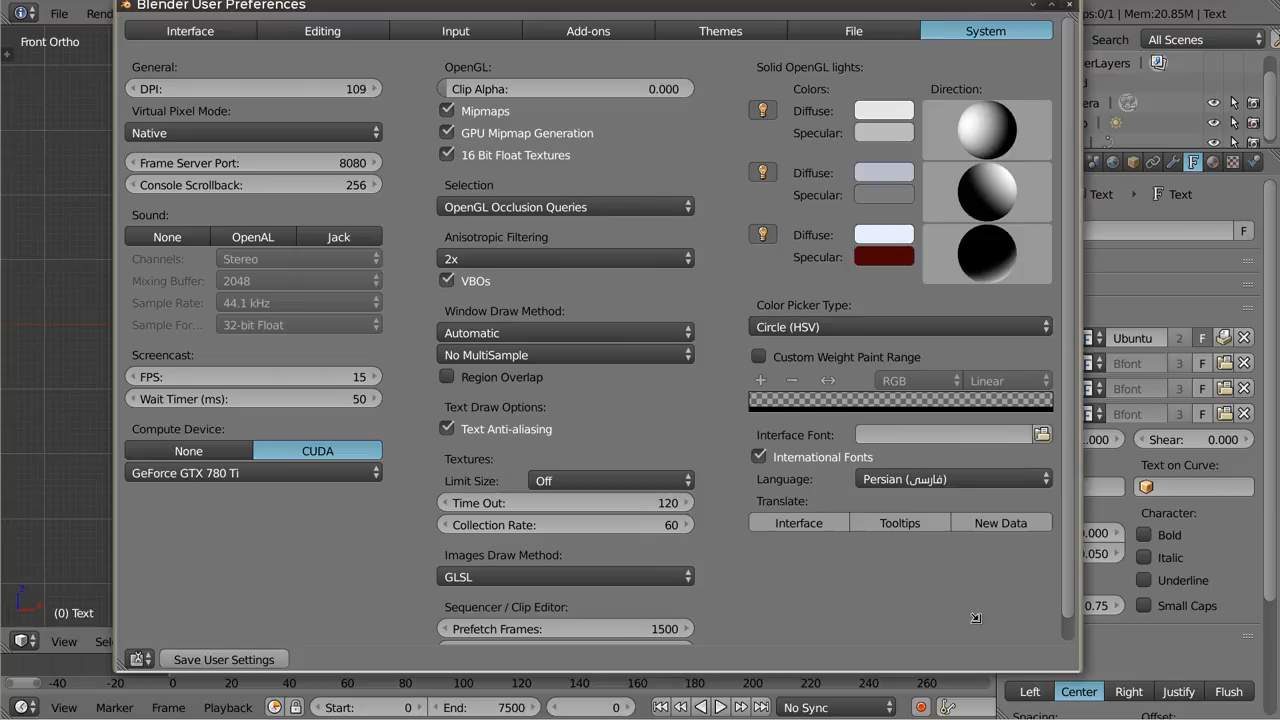 Blender User Preferences
File
ps:0/1 | Mem:20.85M | Text
Front Ortho
Interface
Editing
Input
Add-ons
Themes
File
System
Search
All Scenes
General:
DPI: 109
Virtual Pixel Mode:
Native
Frame Server Port: 8080
Console Scrollback: 256
Sound:
None
OpenAL
Jack
Channels: Stereo
Mixing Buffer: 2048
Sample Rate: 44.1 kHz
Sample For... 32-bit Float
Screencast:
FPS: 15
Wait Timer (ms): 50
Compute Device:
None
CUDA
GeForce GTX 780 Ti
OpenGL:
Clip Alpha: 0.000
Mipmaps
GPU Mipmap Generation
16 Bit Float Textures
Selection
OpenGL Occlusion Queries
Anisotropic Filtering
2x
VBOs
Window Draw Method:
Automatic
No MultiSample
Region Overlap
Text Draw Options:
Text Anti-aliasing
Textures:
Limit Size: Off
Time Out: 120
Collection Rate: 60
Images Draw Method:
GLSL
Sequencer / Clip Editor:
Prefetch Frames: 1500
Solid OpenGL lights:
Colors:
Direction:
Diffuse:
Specular:
Diffuse:
Specular:
Diffuse:
Specular:
Color Picker Type:
Circle (HSV)
Custom Weight Paint Range
RGB
Linear
Interface Font:
International Fonts
Language: Persian (فارسی)
Translate:
Interface
Tooltips
New Data
Save User Settings
Text
Text
F
Ubuntu 2 F
Bfont 3 F
Bfont 3 F
Bfont 3 F
Shear: 0.000
Text on Curve:
Character:
Bold
Italic
Underline
Small Caps
0.75
(0) Text
View
-40 -20 0 20 40 60 80 100 120 140 160 180 200 220 240 260
View
Marker
Frame
Playback
Start: 0
End: 7500
0
No Sync
Left
Center
Right
Justify
Flush
Offset: